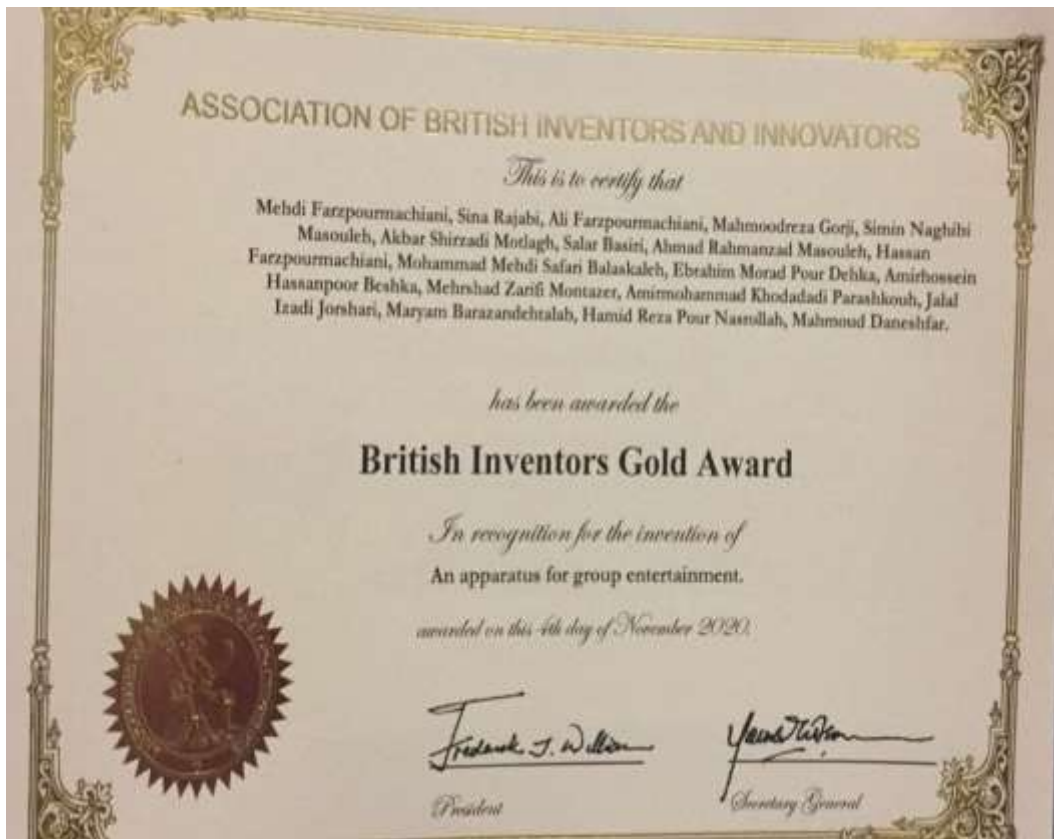 ASSOCIATION OF BRITISH INVENTORS AND INNOVATORS
This is to certify that
Mehdi Farzpourmachiani, Sina Rajabi, Ali Farzpourmachiani, Mahmoodreza Gorji, Simin Naghibi
Masouleh, Akbar Shirzadi Motlagh, Salar Basiri, Ahmad Rahmanzad Masouleh, Hassan
Farzpourmachiani, Mohammad Mehdi Safari Balaskaleh, Ebrahim Morad Pour Dehka, Amirhossein
Hassanpoor Beshka, Mehrshad Zarifi Montazer, Amirmohammad Khodadadi Parashkouh, Jalal
Izadi Jorshari, Maryam Barazandehtalab, Hamid Reza Pour Nasrollah, Mahmoud Daneshfar.
has been awarded the
British Inventors Gold Award
In recognition for the invention of
An apparatus for group entertainment.
awarded on this 4th day of November 2020.
Frederick J. 
President
Secretary General